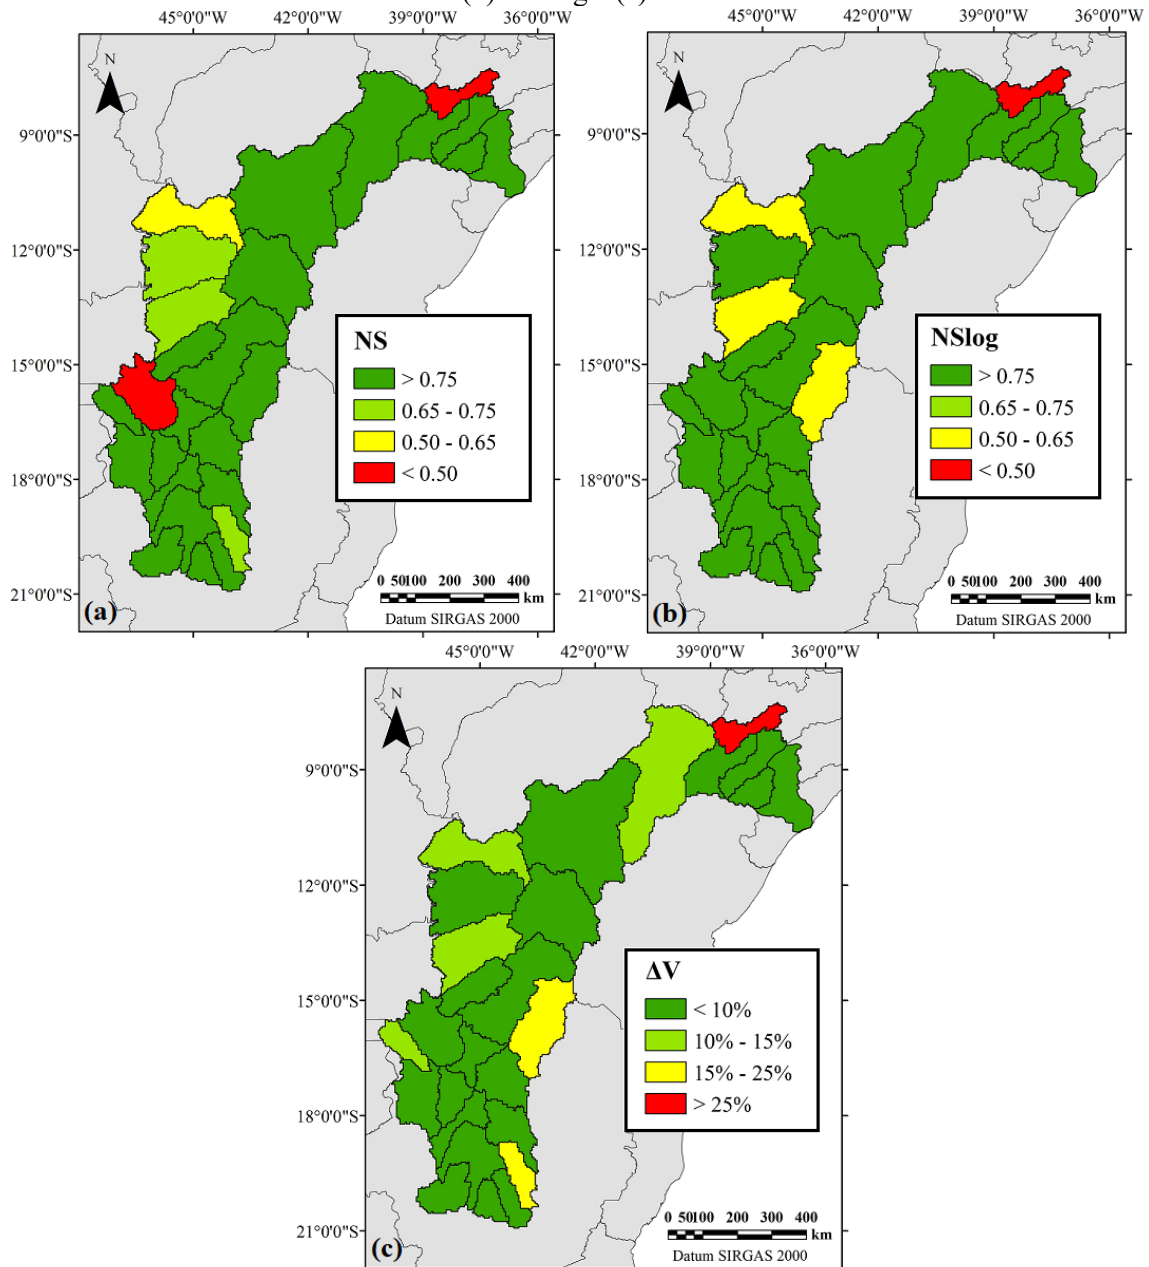 45°0'0"W 42°0'0"W 39°0'0"W 36°0'0"W
N
9°0'0"S
12°0'0"S
15°0'0"S
18°0'0"S
21°0'0"S
NS
> 0.75
0.65 - 0.75
0.50 - 0.65
< 0.50
0 50100 200 300 400
km
Datum SIRGAS 2000
(a)
45°0'0"W 42°0'0"W 39°0'0"W 36°0'0"W
N
9°0'0"S
12°0'0"S
15°0'0"S
18°0'0"S
21°0'0"S
NSlog
> 0.75
0.65 - 0.75
0.50 - 0.65
< 0.50
0 50100 200 300 400
km
Datum SIRGAS 2000
(b)
45°0'0"W 42°0'0"W 39°0'0"W 36°0'0"W
N
9°0'0"S
12°0'0"S
15°0'0"S
18°0'0"S
21°0'0"S
ΔV
< 10%
10% - 15%
15% - 25%
> 25%
0 50100 200 300 400
km
Datum SIRGAS 2000
(c)